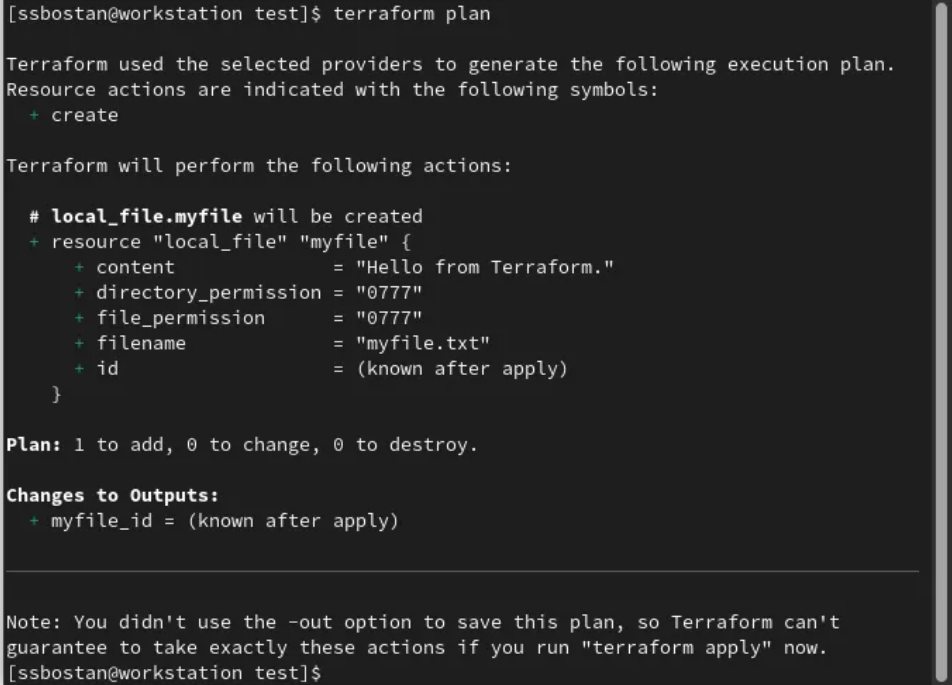 [ssbostan@workstation test]$ terraform plan
Terraform used the selected providers to generate the following execution plan.
Resource actions are indicated with the following symbols:
  + create
Terraform will perform the following actions:
  # local_file.myfile will be created
  + resource "local_file" "myfile" {
      + content              = "Hello from Terraform."
      + directory_permission = "0777"
      + file_permission      = "0777"
      + filename             = "myfile.txt"
      + id                   = (known after apply)
    }
Plan: 1 to add, 0 to change, 0 to destroy.
Changes to Outputs:
  + myfile_id = (known after apply)
Note: You didn't use the -out option to save this plan, so Terraform can't
guarantee to take exactly these actions if you run "terraform apply" now.
[ssbostan@workstation test]$